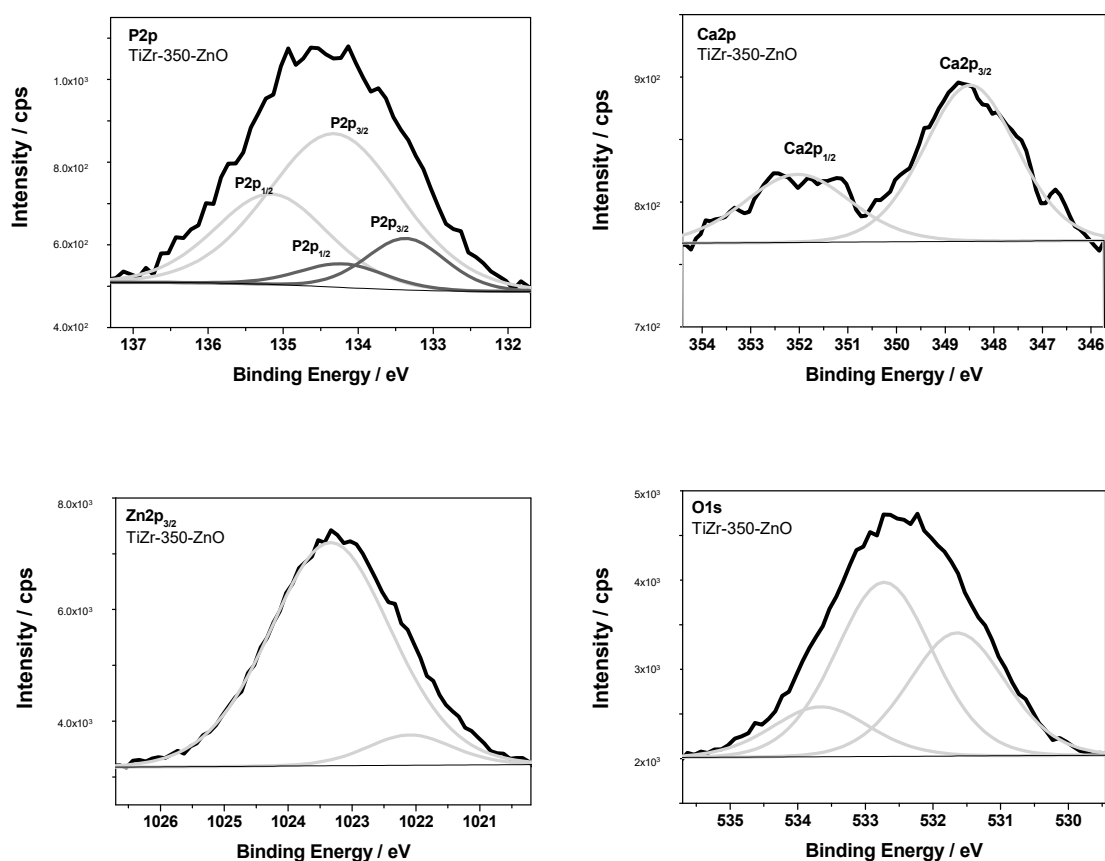 P2p
TiZr-350-ZnO
1.0x10³
8.0x10²
6.0x10²
4.0x10²
Intensity / cps
P2p3/2
P2p1/2
P2p3/2
P2p1/2
137 136 135 134 133 132
Binding Energy / eV
Ca2p
TiZr-350-ZnO
9x10²
8x10²
7x10²
Intensity / cps
Ca2p3/2
Ca2p1/2
354 353 352 351 350 349 348 347 346
Binding Energy / eV
Zn2p3/2
TiZr-350-ZnO
8.0x10³
6.0x10³
4.0x10³
Intensity / cps
1026 1025 1024 1023 1022 1021
Binding Energy / eV
O1s
TiZr-350-ZnO
5x10³
4x10³
3x10³
2x10³
Intensity / cps
535 534 533 532 531 530
Binding Energy / eV